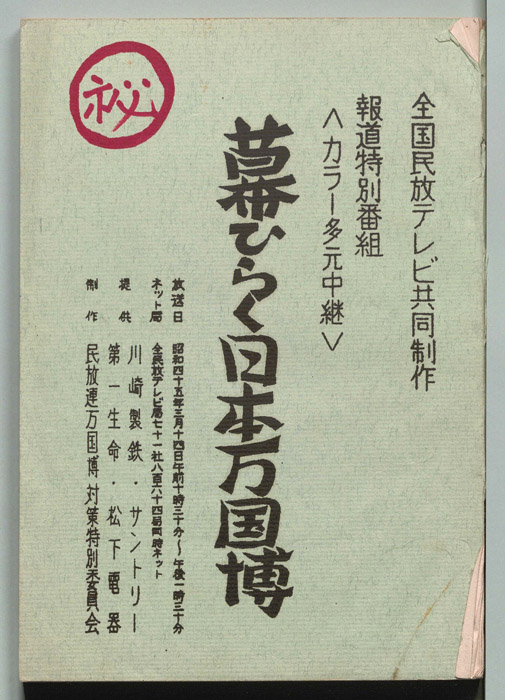 全国民放テレビ共同制作
報道特別番組
<カラー多元中継>
幕ひらく日本万国博
放送日 昭和四十五年三月十四日午前十時三十分~午後一時三十分
ネット局 全民放テレビ局七十一社八百六十四局同時ネット
提供 川崎製鉄・サントリー
第一生命・松下電器
制作 民放連万国博対策特別委員会
秘